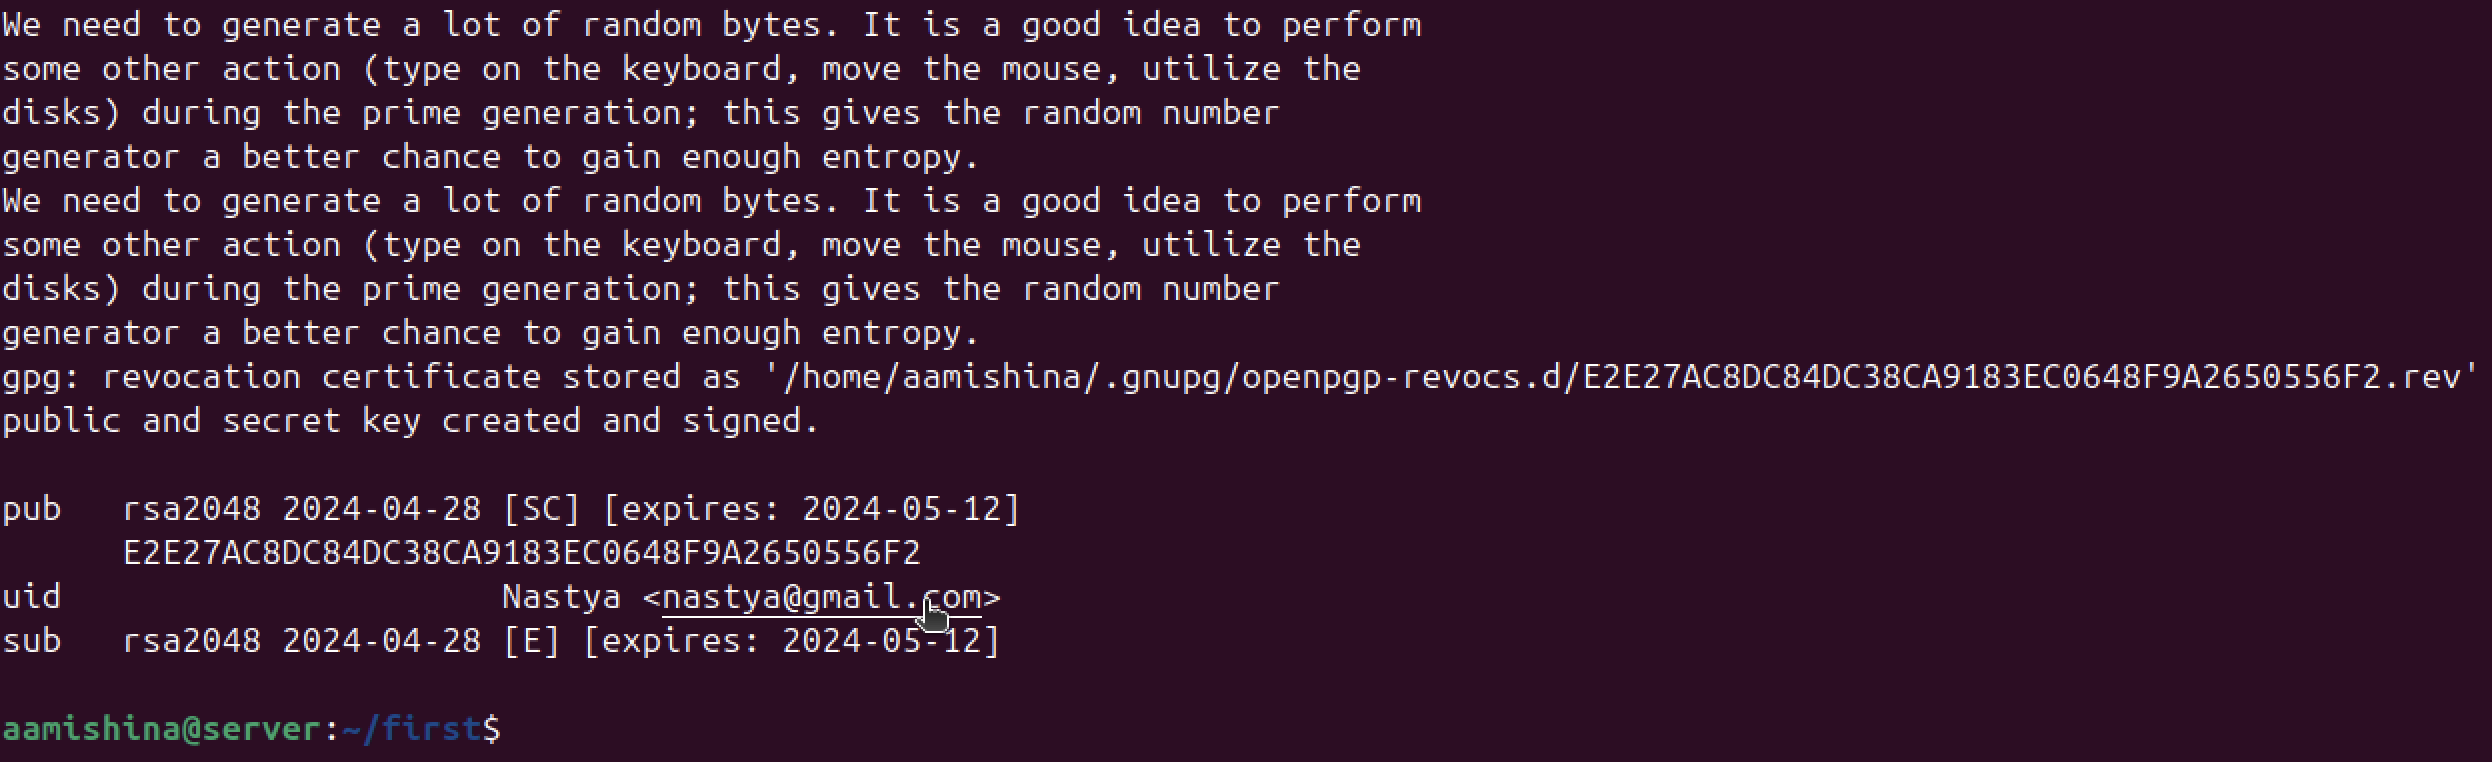 We need to generate a lot of random bytes. It is a good idea to perform
some other action (type on the keyboard, move the mouse, utilize the
disks) during the prime generation; this gives the random number
generator a better chance to gain enough entropy.
We need to generate a lot of random bytes. It is a good idea to perform
some other action (type on the keyboard, move the mouse, utilize the
disks) during the prime generation; this gives the random number
generator a better chance to gain enough entropy.
gpg: revocation certificate stored as '/home/aamishina/.gnupg/openpgp-revocs.d/E2E27AC8DC84DC38CA9183EC0648F9A2650556F2.rev'
public and secret key created and signed.

pub   rsa2048 2024-04-28 [SC] [expires: 2024-05-12]
      E2E27AC8DC84DC38CA9183EC0648F9A2650556F2
uid                      Nastya <nastya@gmail.com>
sub   rsa2048 2024-04-28 [E] [expires: 2024-05-12]

aamishina@server:~/first$